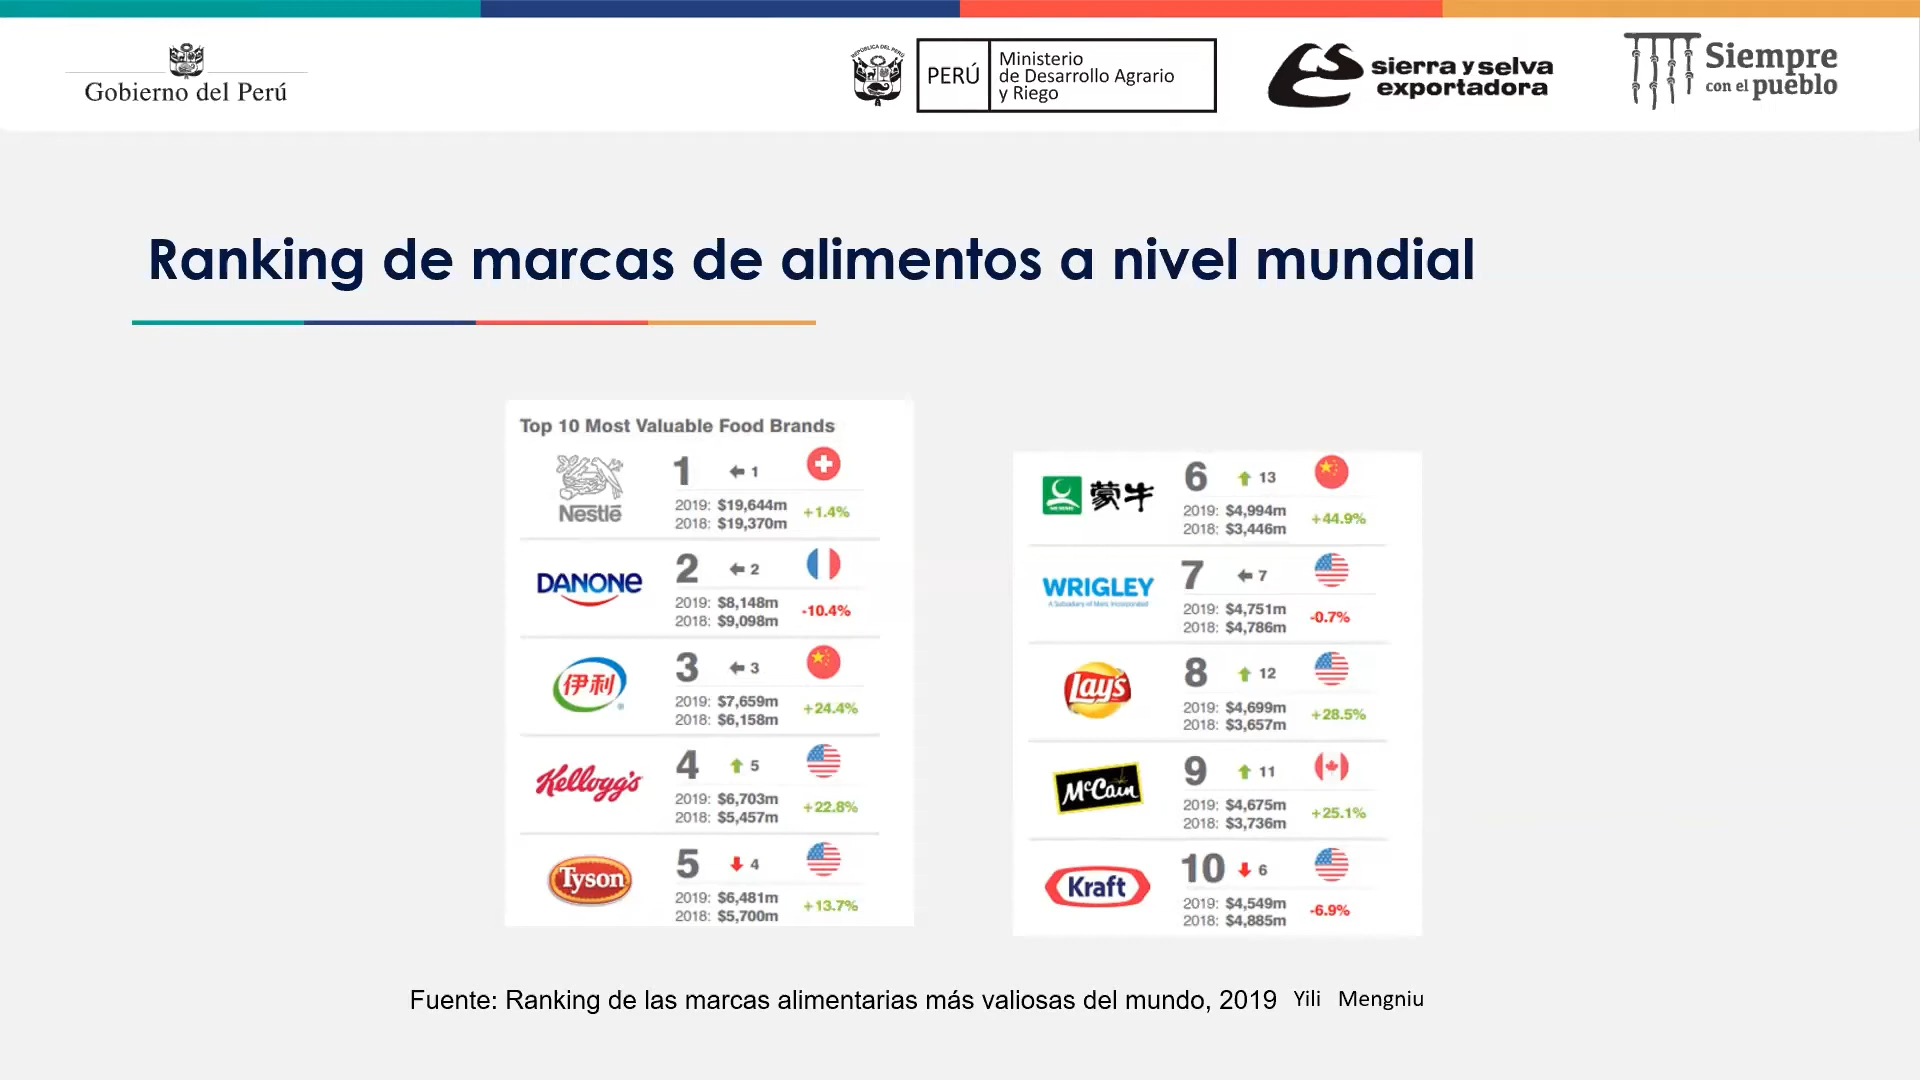 Gobierno del Perú
REPÚBLICA DEL PERÚ
PERÚ
Ministerio
de Desarrollo Agrario
y Riego
sierra y selva
exportadora
Siempre
con el pueblo
Ranking de marcas de alimentos a nivel mundial
Top 10 Most Valuable Food Brands
Nestlé
1 1
2019: $19,644m
2018: $19,370m
+1.4%
DANONE
2 2
2019: $8,148m
2018: $9,098m
-10.4%
伊利
3 3
2019: $7,659m
2018: $6,158m
+24.4%
Kellogg's
4 5
2019: $6,703m
2018: $5,457m
+22.8%
Tyson
5 4
2019: $6,481m
2018: $5,700m
+13.7%
蒙牛
6 13
2019: $4,994m
2018: $3,446m
+44.9%
WRIGLEY
A Subsidiary of Mars, Incorporated
7 7
2019: $4,751m
2018: $4,786m
-0.7%
Lay's
8 12
2019: $4,699m
2018: $3,657m
+28.5%
McCain
9 11
2019: $4,675m
2018: $3,736m
+25.1%
Kraft
10 6
2019: $4,549m
2018: $4,885m
-6.9%
Fuente: Ranking de las marcas alimentarias más valiosas del mundo, 2019 Yili Mengniu